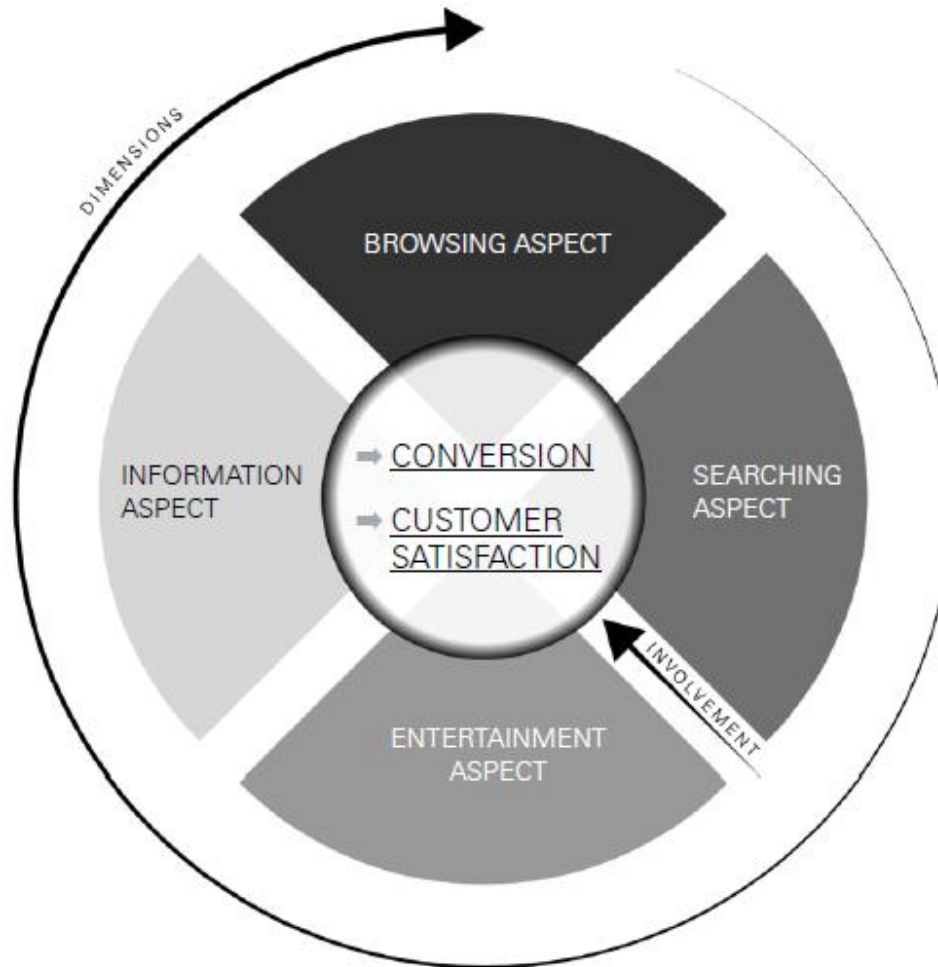 DIMENSIONS
BROWSING ASPECT
INFORMATION
ASPECT
CONVERSION
CUSTOMER
SATISFACTION
SEARCHING
ASPECT
INVOLVEMENT
ENTERTAINMENT
ASPECT